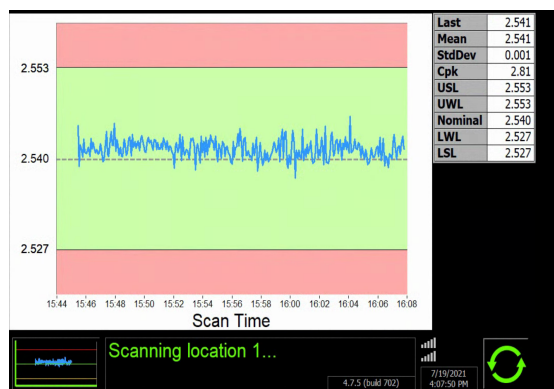 2.553
2.540
2.527
15:44 15:46 15:48 15:50 15:52 15:54 15:56 15:58 16:00 16:02 16:04 16:06 16:08
Scan Time
Last 2.541
Mean 2.541
StdDev 0.001
Cpk 2.81
USL 2.553
UWL 2.553
Nominal 2.540
LWL 2.527
LSL 2.527
Scanning location 1...
4.7.5 (build 702)
7/19/2021
4:07:50 PM